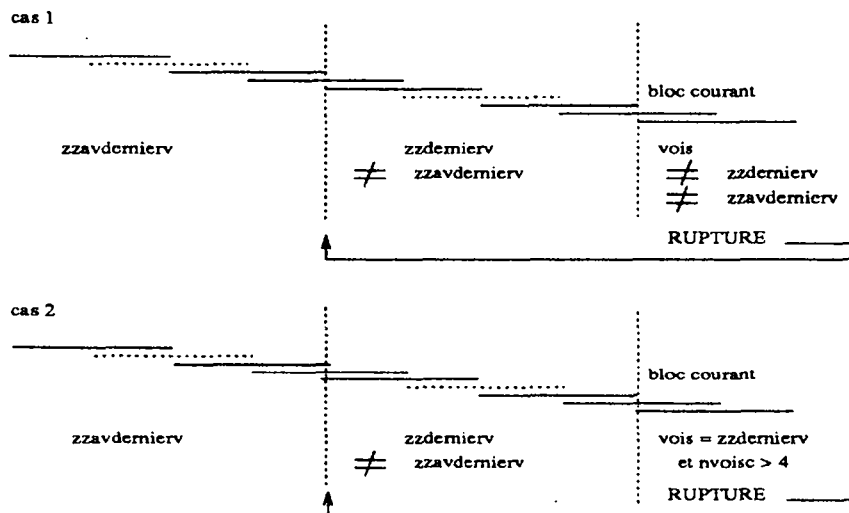 cas 1
bloc courant
zzavdernierv zzdernierv vois
≠ zzavdernierv ≠ zzdernierv
≠ zzavdernierv
RUPTURE
cas 2
bloc courant
zzavdernierv zzdernierv vois = zzdernierv
≠ zzavdernierv et nvoisc > 4
RUPTURE